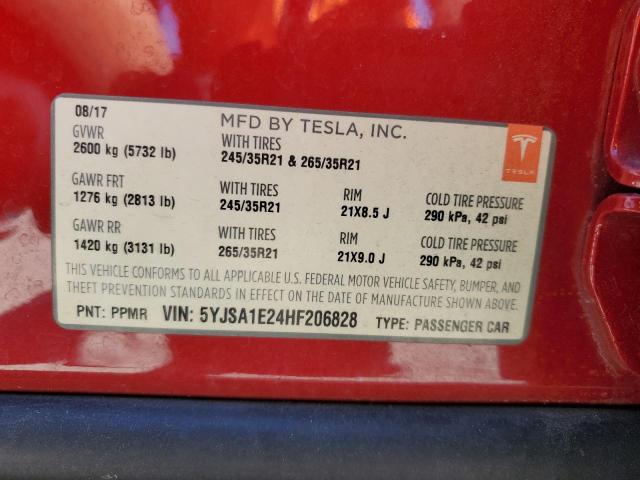 08/17
MFD BY TESLA, INC.
GVWR
2600 kg (5732 lb)
WITH TIRES
245/35R21 & 265/35R21
TESLA
GAWR FRT
1276 kg (2813 lb)
WITH TIRES
245/35R21
RIM
21X8.5 J
COLD TIRE PRESSURE
290 kPa, 42 psi
GAWR RR
1420 kg (3131 lb)
WITH TIRES
265/35R21
RIM
21X9.0 J
COLD TIRE PRESSURE
290 kPa, 42 psi
THIS VEHICLE CONFORMS TO ALL APPLICABLE U.S. FEDERAL MOTOR VEHICLE SAFETY, BUMPER, AND
THEFT PREVENTION STANDARDS IN EFFECT ON THE DATE OF MANUFACTURE SHOWN ABOVE.
PNT: PPMR VIN: 5YJSA1E24HF206828 TYPE: PASSENGER CAR